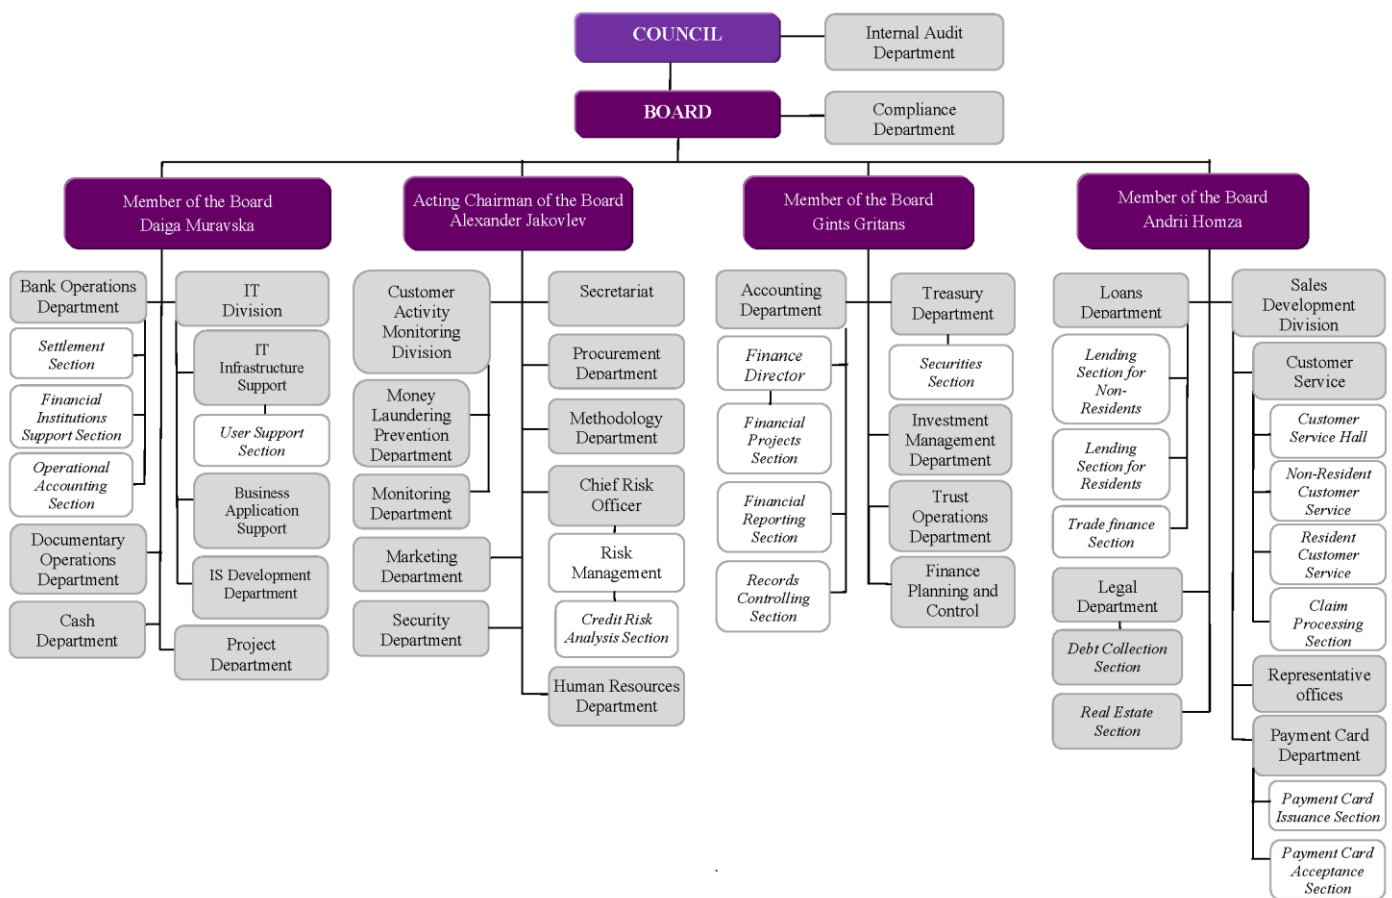 COUNCIL
Internal Audit
Department
BOARD
Compliance
Department
Member of the Board
Daiga Muravska
Acting Chairman of the Board
Alexander Jakovlev
Member of the Board
Gints Gritans
Member of the Board
Andrii Homza
Bank Operations
Department
Settlement
Section
Financial
Institutions
Support Section
Operational
Accounting
Section
Documentary
Operations
Department
Cash
Department
IT
Division
IT
Infrastructure
Support
User Support
Section
Business
Application
Support
IS Development
Department
Project
Department
Customer
Activity
Monitoring
Division
Money
Laundering
Prevention
Department
Monitoring
Department
Marketing
Department
Security
Department
Secretariat
Procurement
Department
Methodology
Department
Chief Risk
Officer
Risk
Management
Credit Risk
Analysis Section
Human Resources
Department
Accounting
Department
Finance
Director
Financial
Projects
Section
Financial
Reporting
Section
Records
Controlling
Section
Treasury
Department
Securities
Section
Investment
Management
Department
Trust
Operations
Department
Finance
Planning and
Control
Loans
Department
Lending
Section for
Non-
Residents
Lending
Section for
Residents
Trade finance
Section
Legal
Department
Debt Collection
Section
Real Estate
Section
Sales
Development
Division
Customer
Service
Customer
Service Hall
Non-Resident
Customer
Service
Resident
Customer
Service
Claim
Processing
Section
Representative
offices
Payment Card
Department
Payment Card
Issuance Section
Payment Card
Acceptance
Section